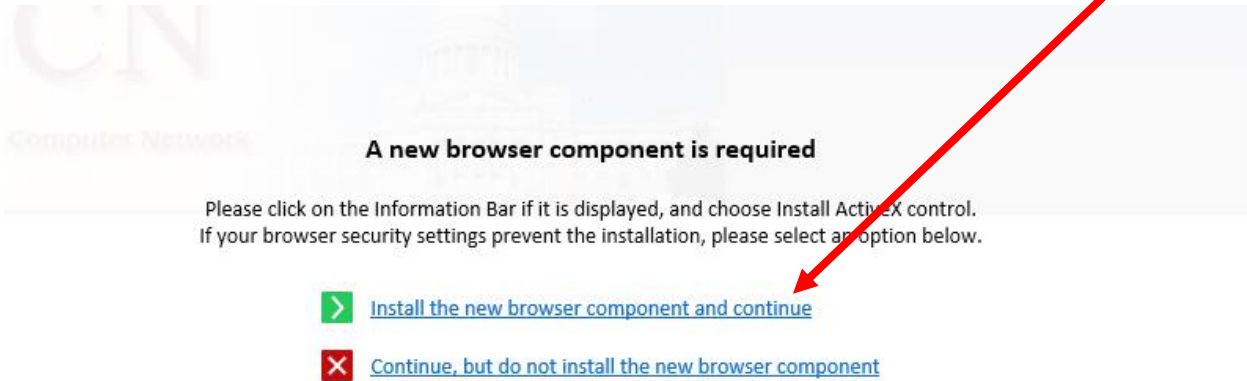 CN
Computer Network
A new browser component is required
Please click on the Information Bar if it is displayed, and choose Install ActiveX control.
If your browser security settings prevent the installation, please select an option below.
Install the new browser component and continue
Continue, but do not install the new browser component